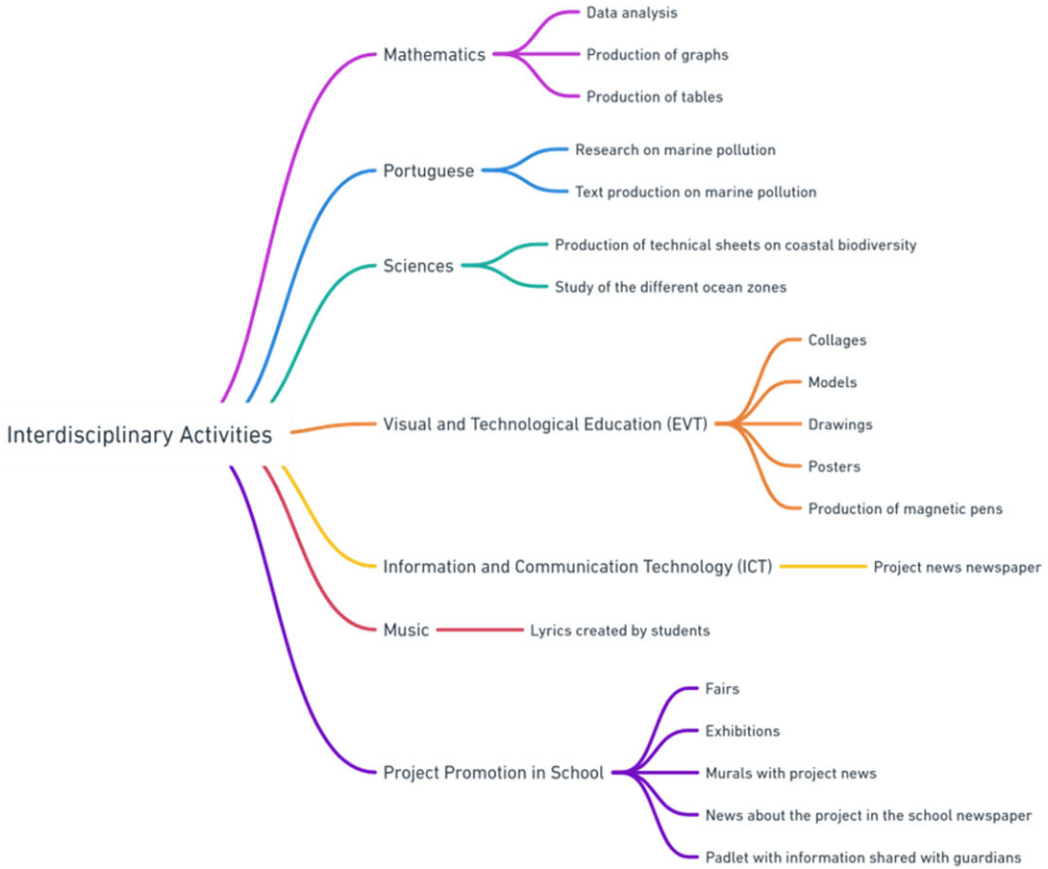 Interdisciplinary Activities
Mathematics
Data analysis
Production of graphs
Production of tables
Portuguese
Research on marine pollution
Text production on marine pollution
Sciences
Production of technical sheets on coastal biodiversity
Study of the different ocean zones
Visual and Technological Education (EVT)
Collages
Models
Drawings
Posters
Production of magnetic pens
Information and Communication Technology (ICT)
Project news newspaper
Music
Lyrics created by students
Project Promotion in School
Fairs
Exhibitions
Murals with project news
News about the project in the school newspaper
Padlet with information shared with guardians